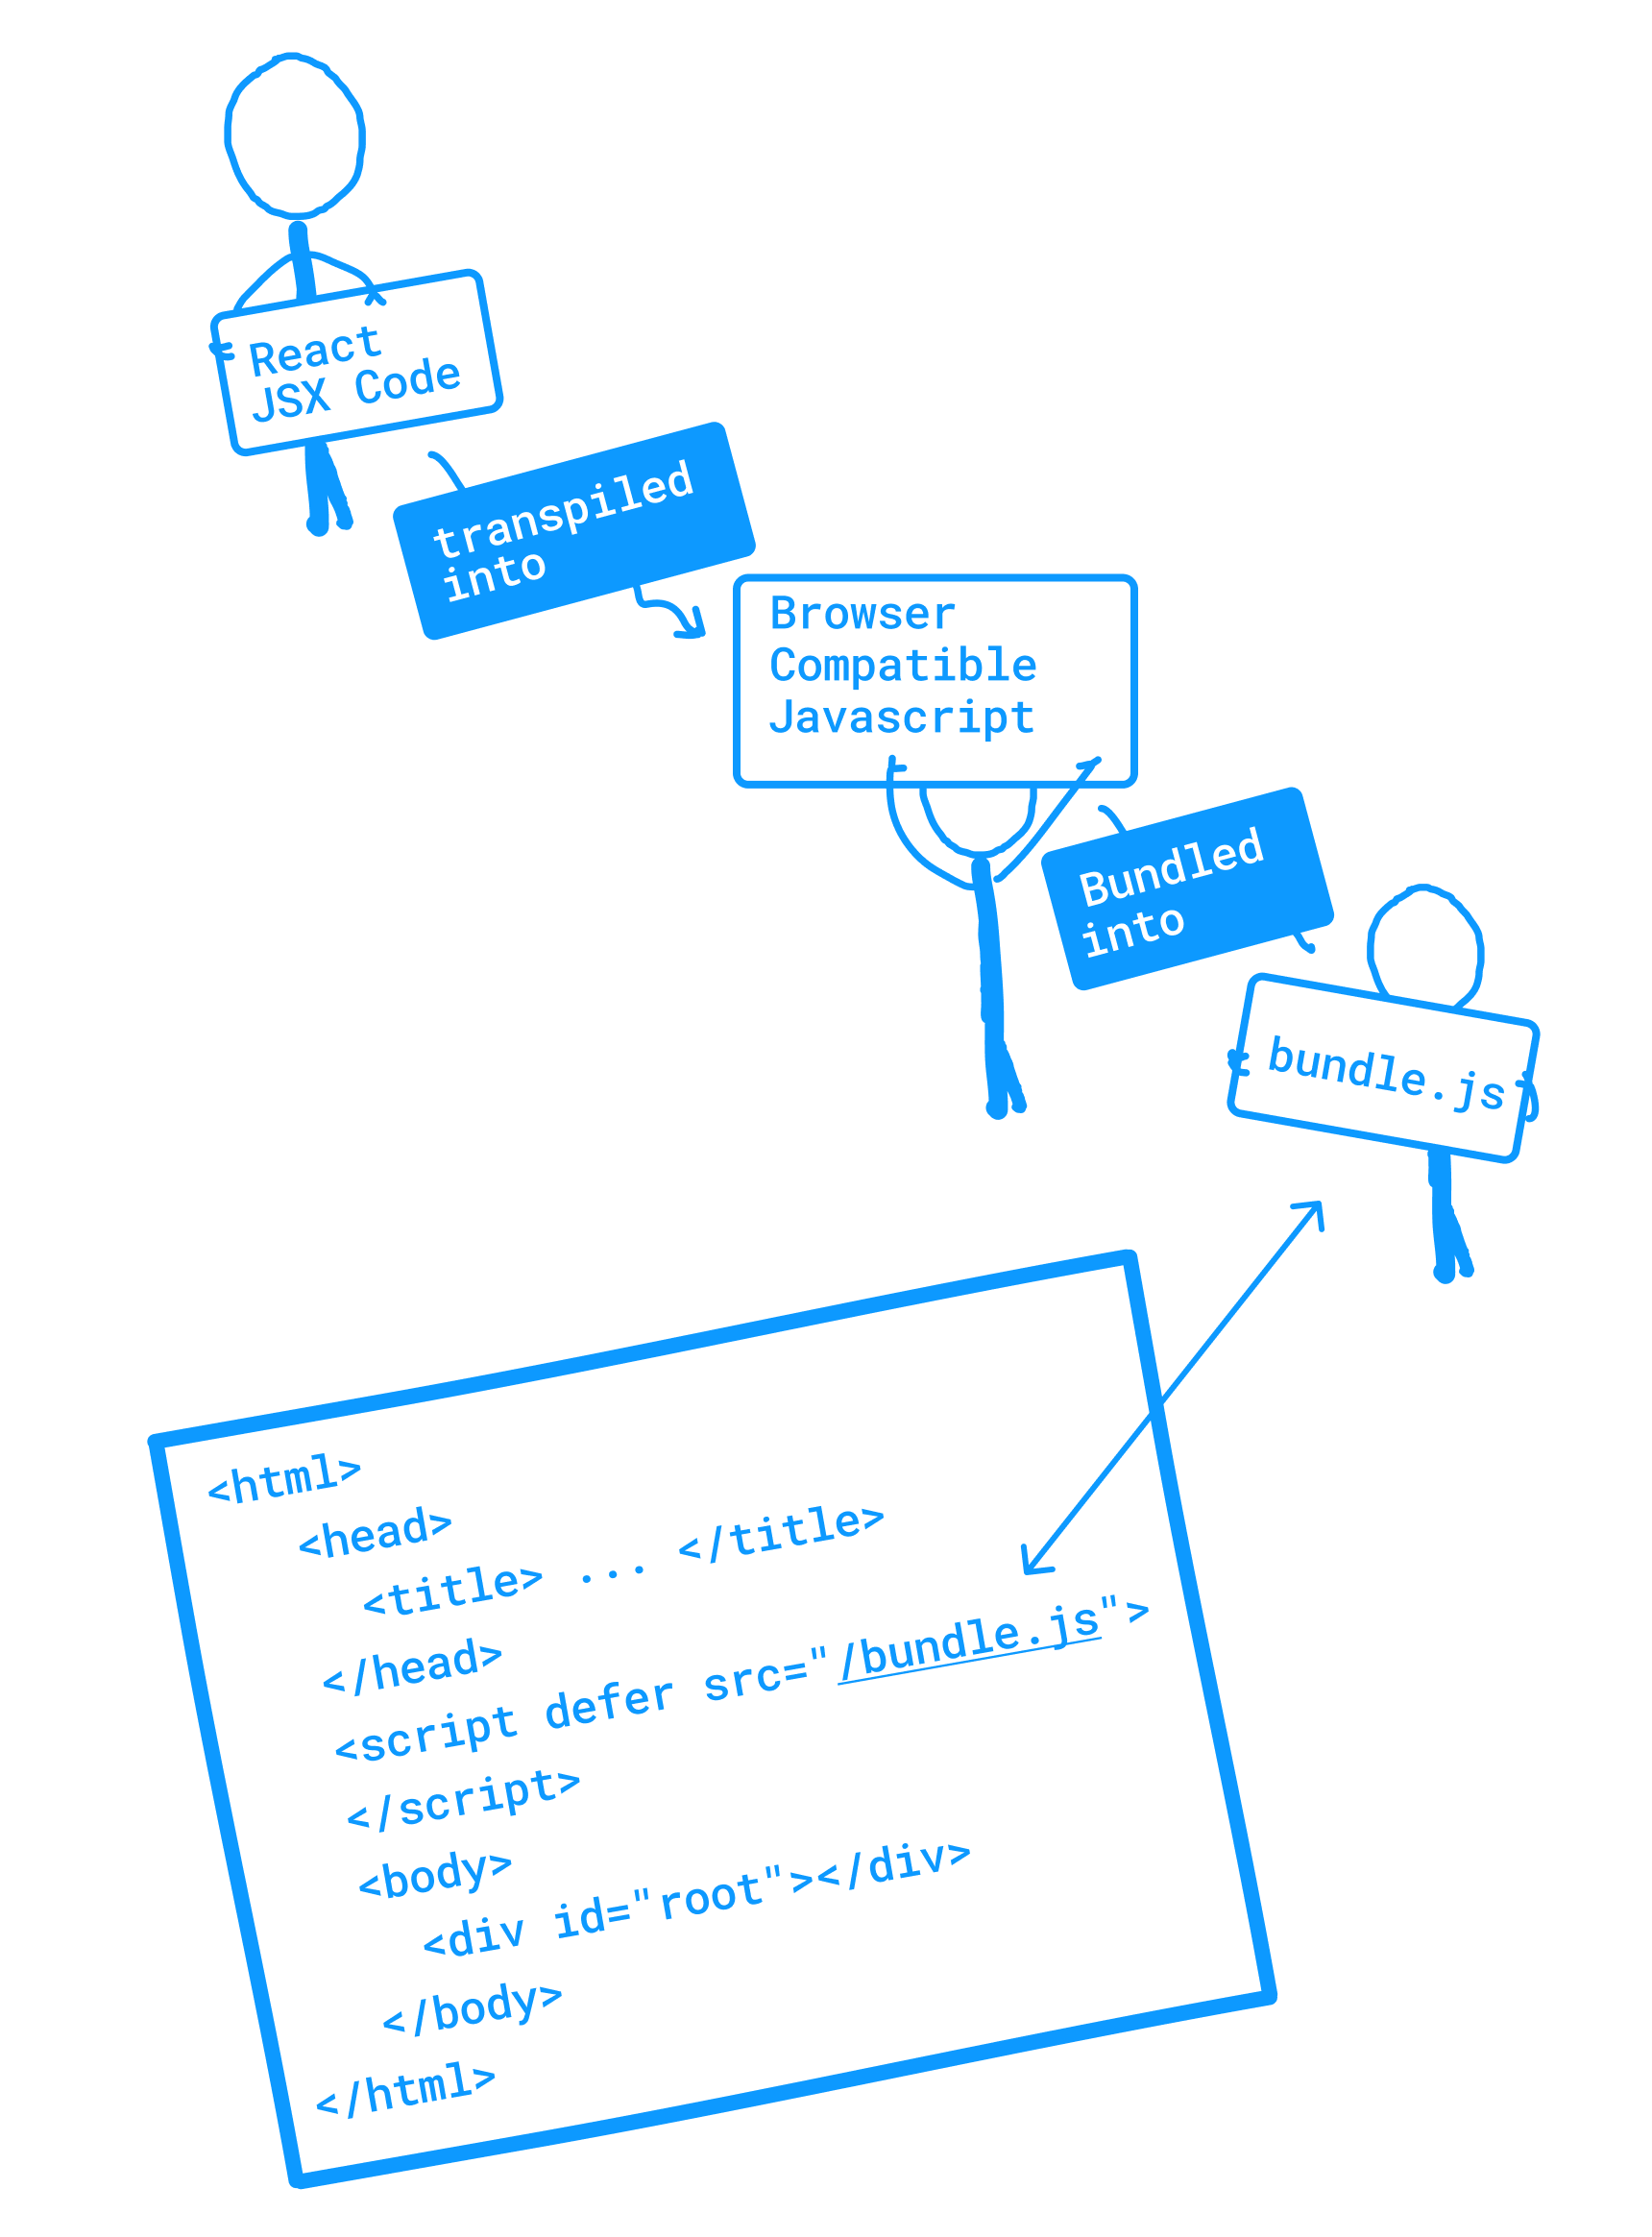 React
JSX Code
transpiled
into
Browser
Compatible
Javascript
Bundled
into
bundle.js
<html>
<head>
<title> ... </title>
</head>
<script defer src="/bundle.js">
</script>
<body>
<div id="root"></div>
</body>
</html>